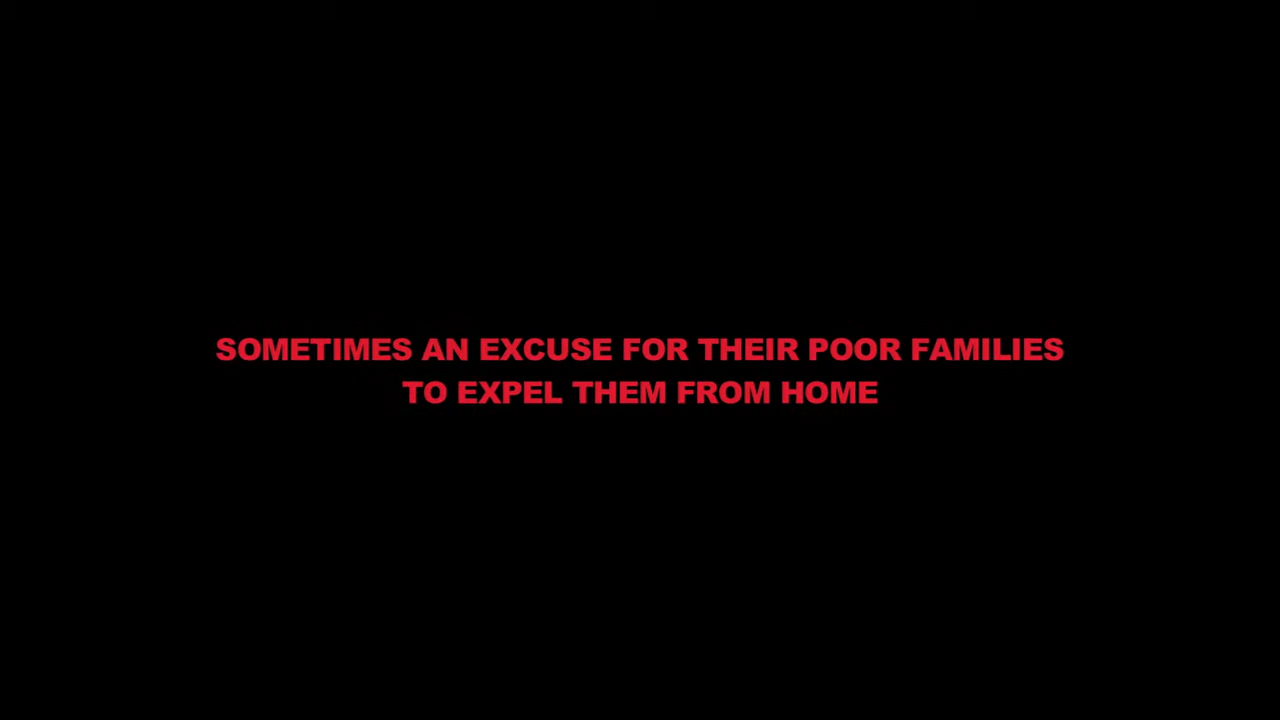 SOMETIMES AN EXCUSE FOR THEIR POOR FAMILIES
TO EXPEL THEM FROM HOME